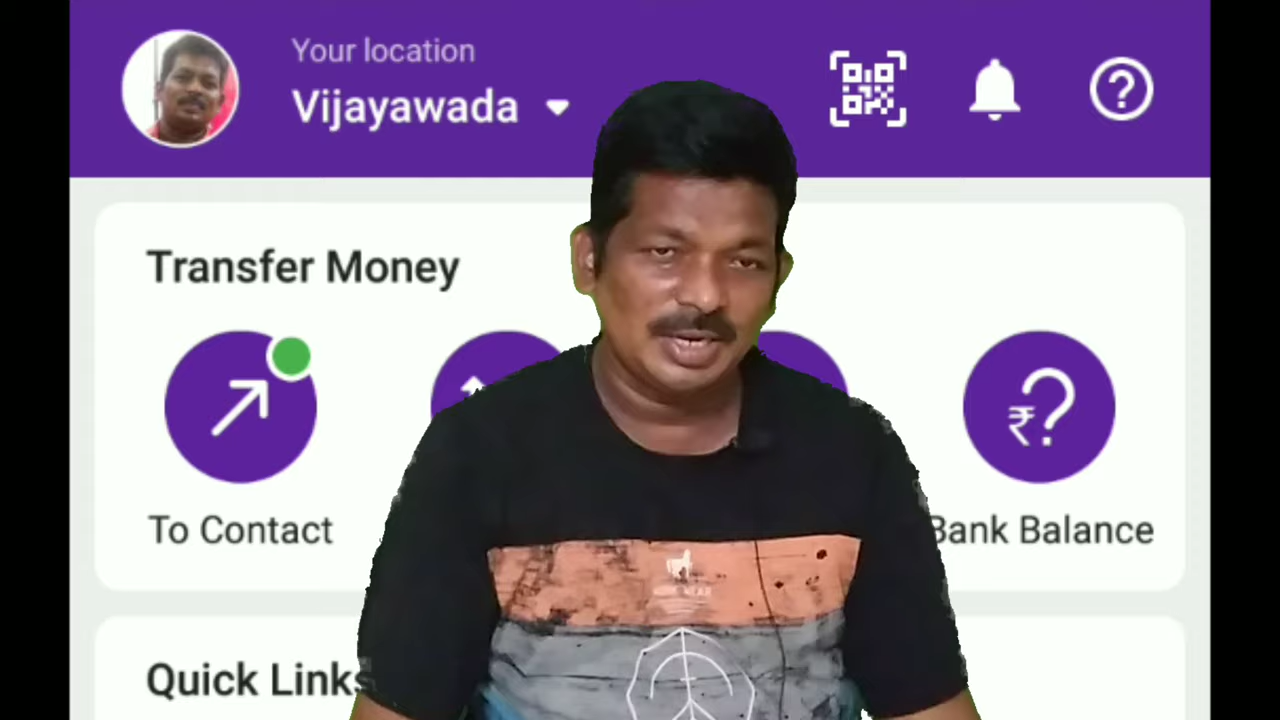 Your location
Vijayawada
Transfer Money
To Contact
Bank Balance
Quick Links